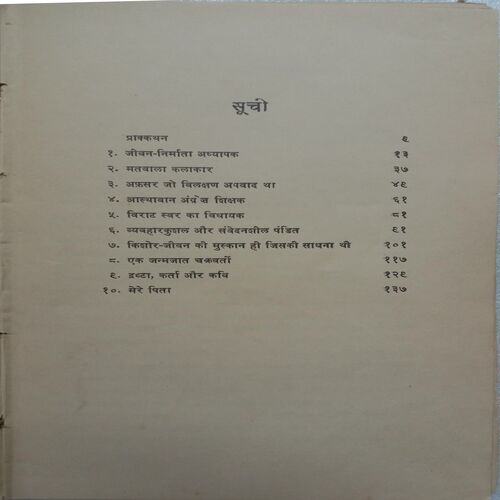 सूची
प्राक्कथन ९
१. जीवन-निर्माता अध्यापक १३
२. मतवाला कलाकार ३७
३. अफ़सर जो विलक्षण अपवाद था ४९
४. आस्थावान अंग्रेज़ शिक्षक ६१
५. विराट स्वर का विधायक ८१
६. व्यवहारकुशल और संवेदनशील पंडित ९१
७. किशोर-जीवन की मुस्कान ही जिसकी साधना थी १०१
८. एक जन्मजात चक्रवर्ती ११७
९. द्रष्टा, कर्ता और कवि १२९
१०. मेरे पिता १३७